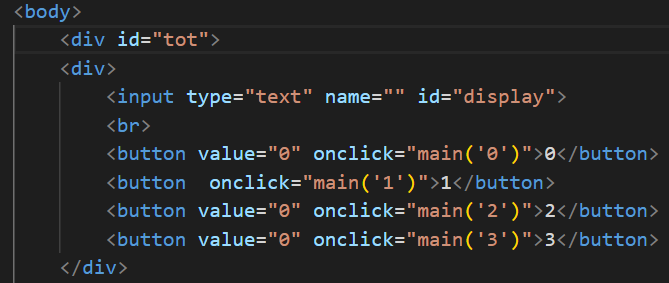 <body>
<div id="tot">
<div>
<input type="text" name="" id="display">
<br>
<button value="0" onclick="main('0')">0</button>
<button  onclick="main('1')">1</button>
<button value="0" onclick="main('2')">2</button>
<button value="0" onclick="main('3')">3</button>
</div>